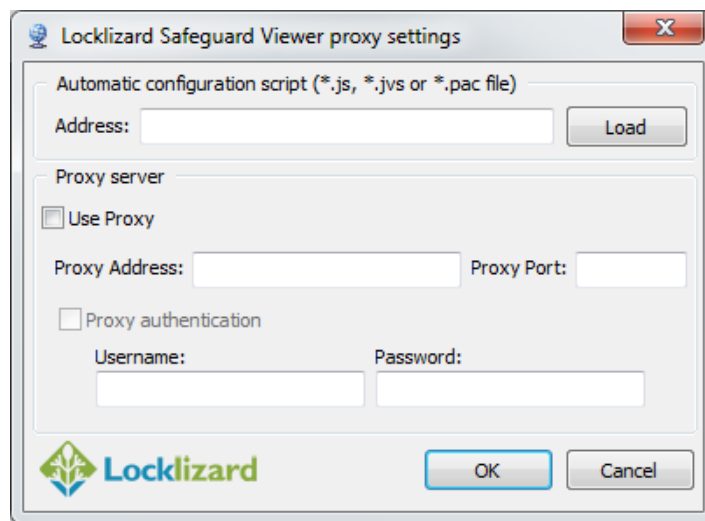 Locklizard Safeguard Viewer proxy settings
Automatic configuration script (*.js, *.jvs or *.pac file)
Address:
Load
Proxy server
Use Proxy
Proxy Address:
Proxy Port:
Proxy authentication
Username:
Password:
Locklizard
OK
Cancel